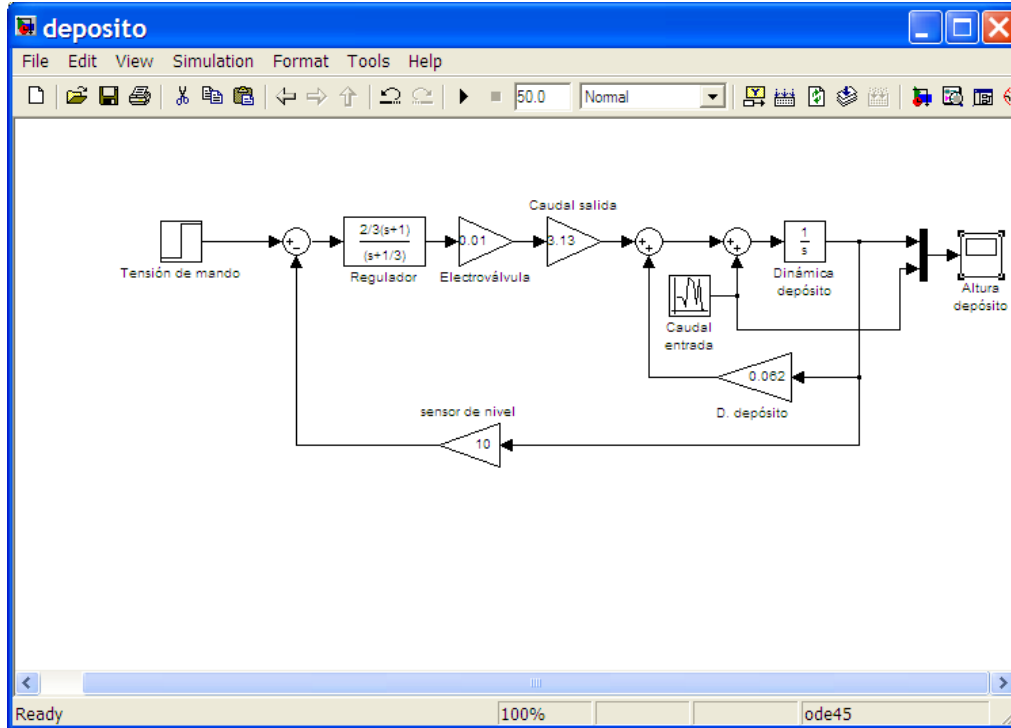 deposito
File Edit View Simulation Format Tools Help
50.0 Normal
Caudal salida
2/3(s+1)
(s+1/3)
0.01
3.13
1
s
Tensión de mando
Regulador
Electroválvula
Dinámica
depósito
Altura
depósito
Caudal
entrada
0.062
D. depósito
sensor de nivel
10
Ready 100% ode45